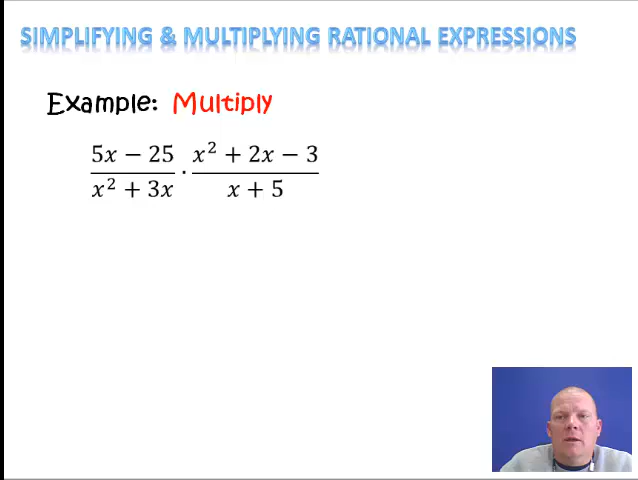 SIMPLIFYING & MULTIPLYING RATIONAL EXPRESSIONS
Example: Multiply
5x − 25 / x² + 3x · x² + 2x − 3 / x + 5